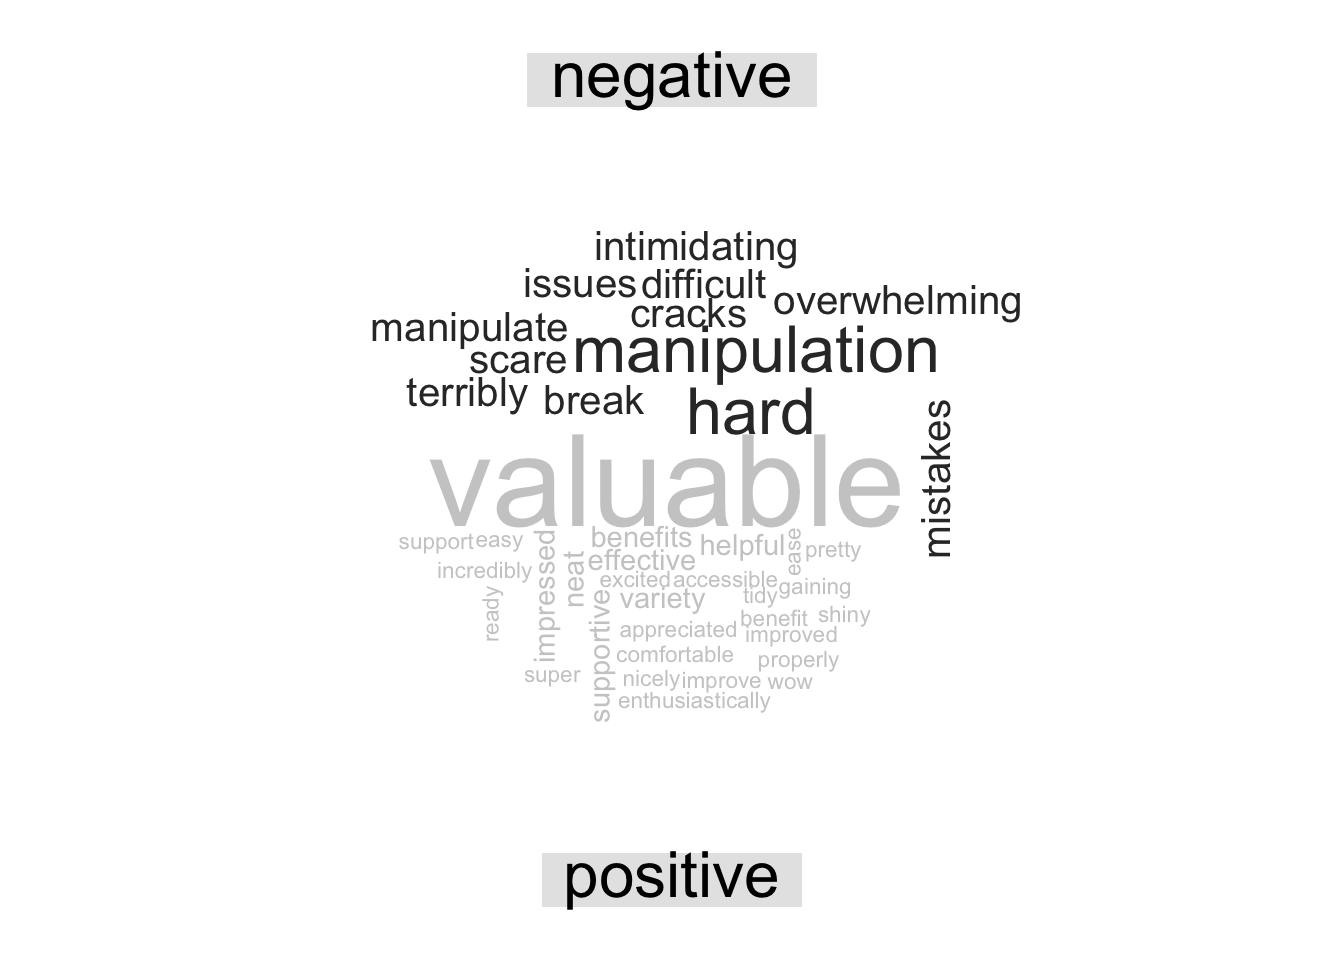 negative
intimidating
issues difficult
overwhelming
cracks
manipulate
manipulation
scare
terribly break
hard
mistakes
valuable
support easy
impressed
benefits
helpful
ease
pretty
neat
effective
incredibly
excited accessible
ready
supportive
variety
tidy
gaining
benefit
shiny
appreciated
improved
comfortable
properly
super
nicely improve wow
enthusiastically
positive